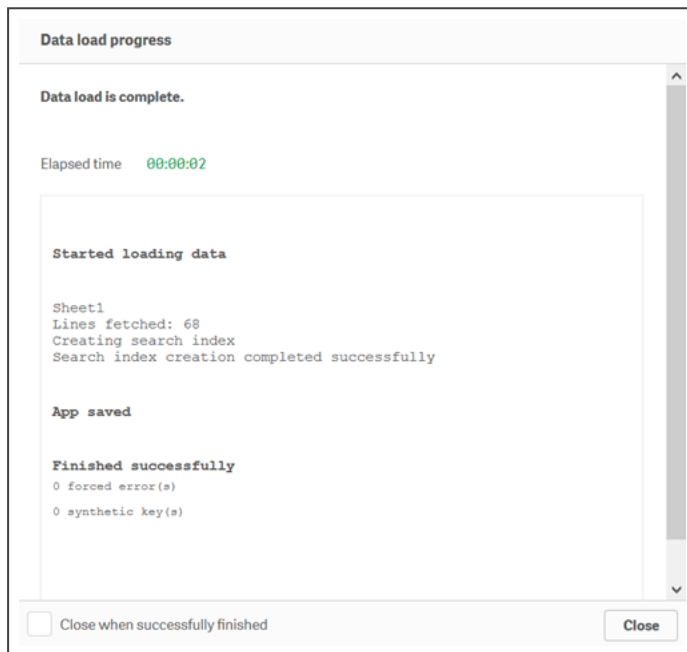 Data load progress
Data load is complete.
Elapsed time 00:00:02
Started loading data
Sheet1
Lines fetched: 68
Creating search index
Search index creation completed successfully
App saved
Finished successfully
0 forced error(s)
0 synthetic key(s)
Close when successfully finished
Close